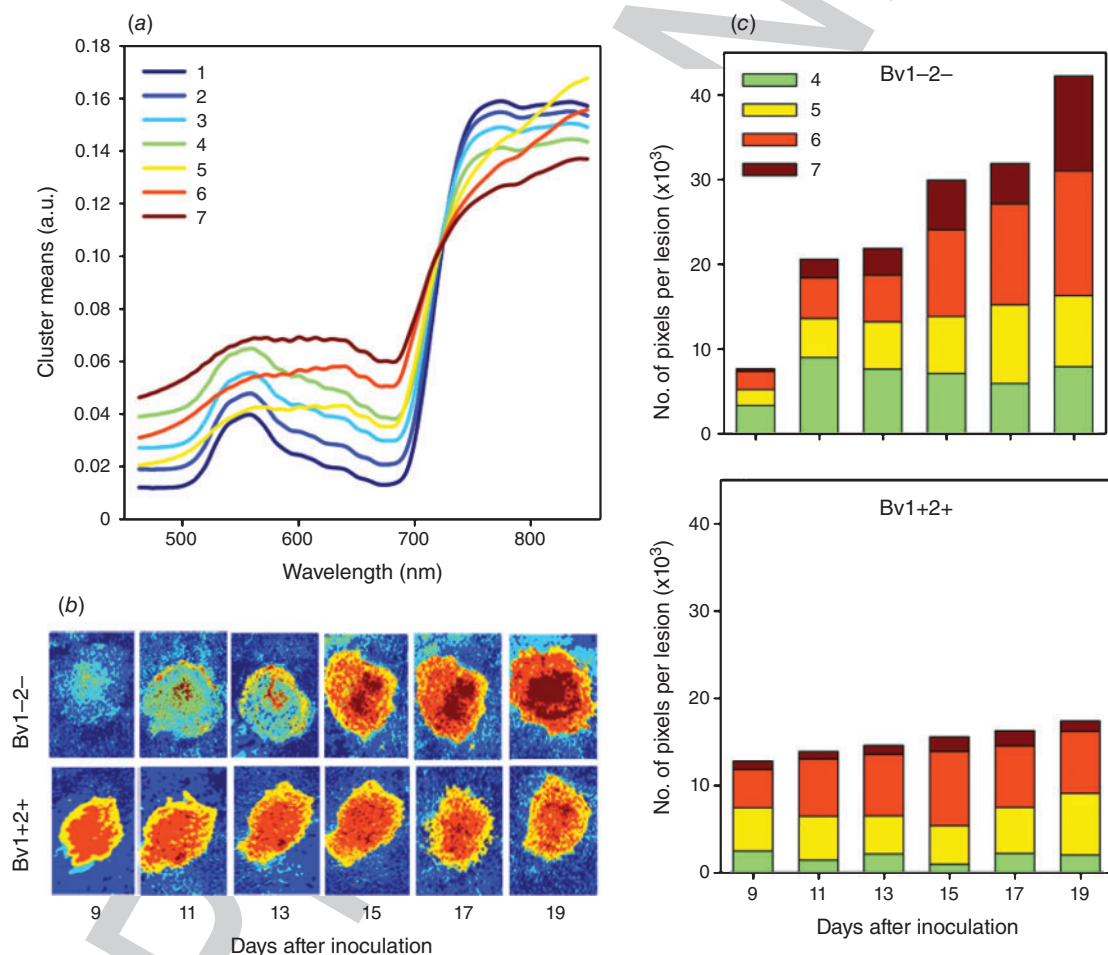 (a)
0.18
0.16
0.14
0.12
0.10
0.08
0.06
0.04
0.02
0
Cluster means (a.u.)
1
2
3
4
5
6
7
500 600 700 800
Wavelength (nm)
(b)
Bv1–2–
Bv1+2+
9 11 13 15 17 19
Days after inoculation
(c)
Bv1–2–
4
5
6
7
40
30
20
10
0
No. of pixels per lesion (x10³)
Bv1+2+
40
30
20
10
0
No. of pixels per lesion (x10³)
9 11 13 15 17 19
Days after inoculation